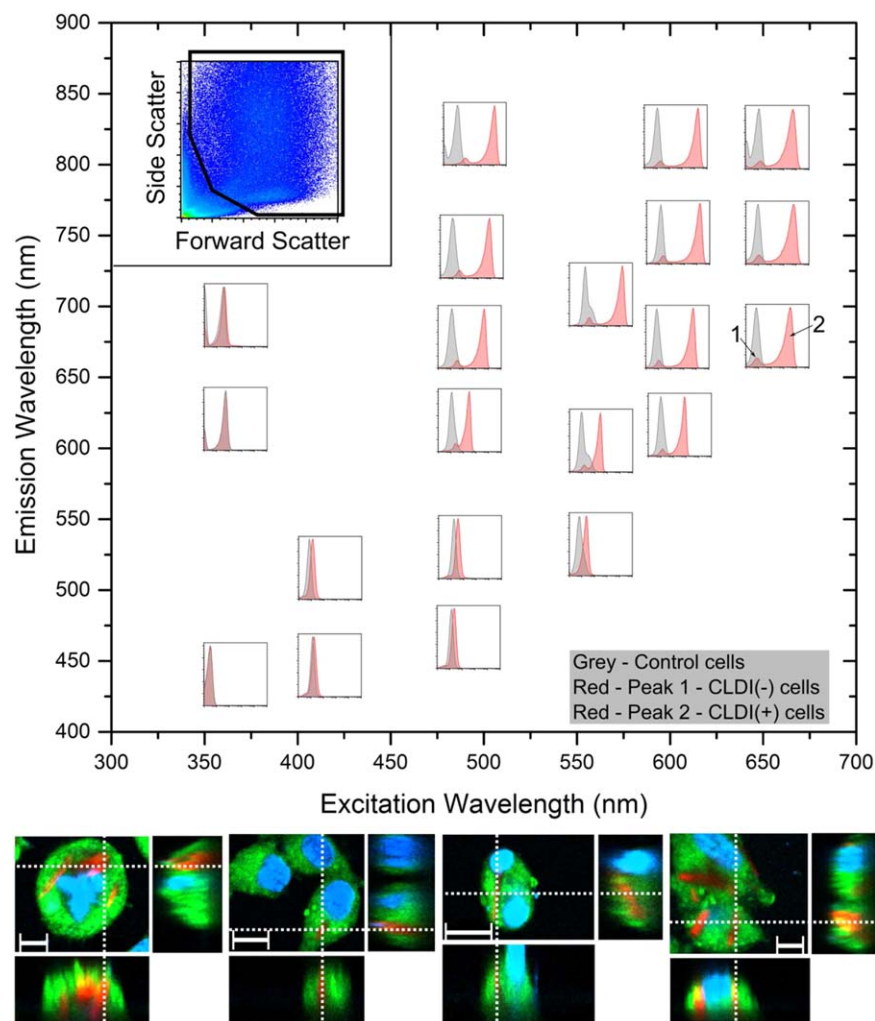 900
850
800
750
700
650
600
550
500
450
400
Emission Wavelength (nm)
Side Scatter
Forward Scatter
1
2
Grey - Control cells
Red - Peak 1 - CLDI(-) cells
Red - Peak 2 - CLDI(+) cells
300 350 400 450 500 550 600 650 700
Excitation Wavelength (nm)